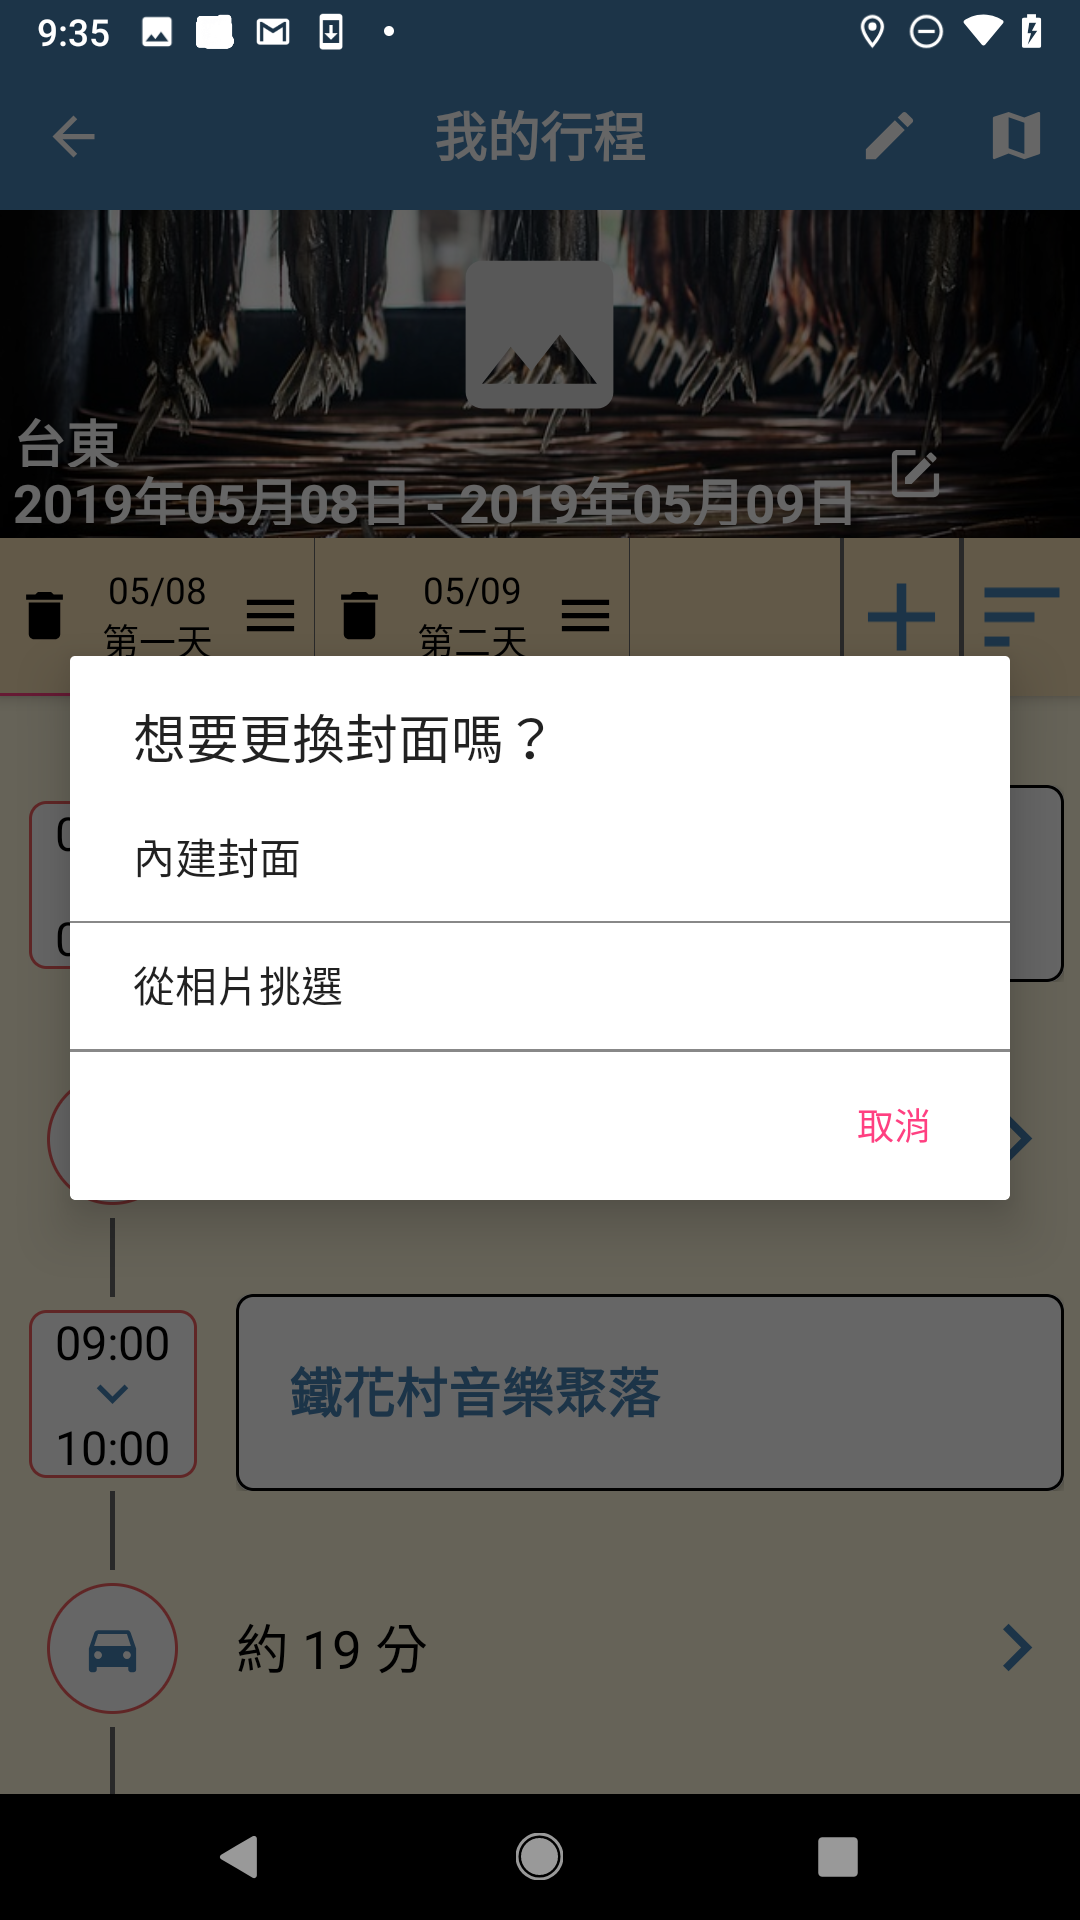 9:35
我的行程
台東
2019年05月08日 - 2019年05月09日
05/08
第一天
05/09
第二天
想要更換封面嗎？
內建封面
從相片挑選
取消
09:00
10:00
鐵花村音樂聚落
約 19 分